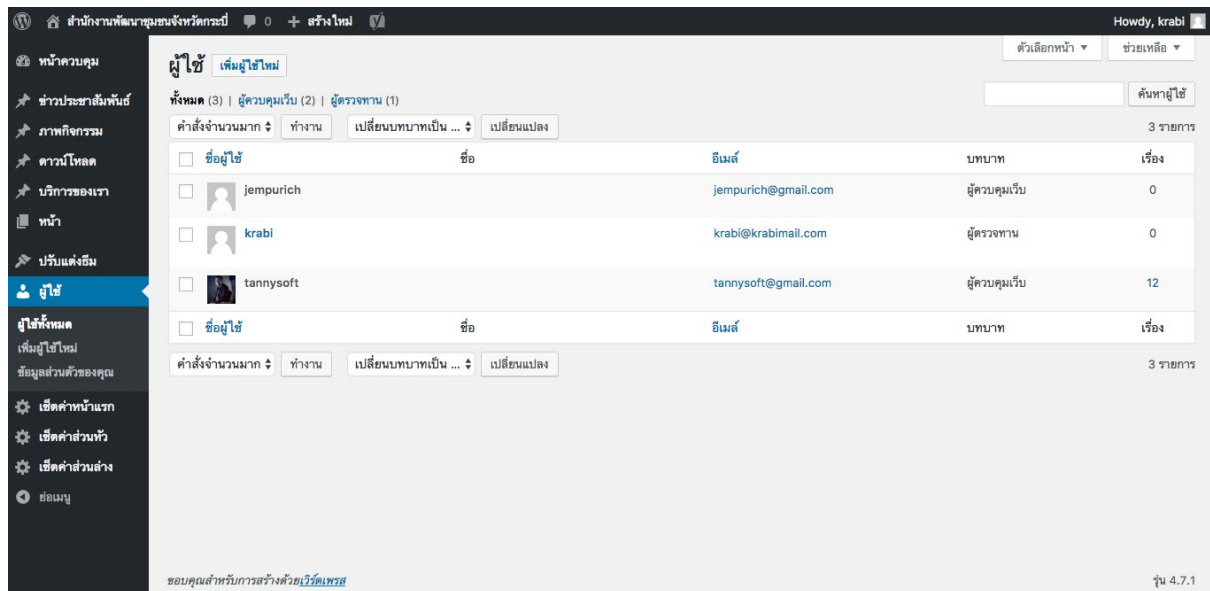 สำนักงานพัฒนาชุมชนจังหวัดกระบี่ 0 + สร้างใหม่ Howdy, krabi
ตัวเลือกหน้า ▼ ช่วยเหลือ ▼
หน้าควบคุม
ข่าวประชาสัมพันธ์
ภาพกิจกรรม
ดาวน์โหลด
บริการของเรา
หน้า
ปรับแต่งธีม
ผู้ใช้
ผู้ใช้ทั้งหมด
เพิ่มผู้ใช้ใหม่
ข้อมูลส่วนตัวของคุณ
เซ็ตค่าหน้าแรก
เซ็ตค่าส่วนหัว
เซ็ตค่าส่วนล่าง
ย่อเมนู
ผู้ใช้ เพิ่มผู้ใช้ใหม่
ทั้งหมด (3) | ผู้ควบคุมเว็บ (2) | ผู้ตรวจทาน (1)
ค้นหาผู้ใช้
คำสั่งจำนวนมาก ทำงาน เปลี่ยนบทบาทเป็น ... เปลี่ยนแปลง 3 รายการ
ชื่อผู้ใช้ ชื่อ อีเมล์ บทบาท เรื่อง
jempurich jempurich@gmail.com ผู้ควบคุมเว็บ 0
krabi krabi@krabimail.com ผู้ตรวจทาน 0
tannysoft tannysoft@gmail.com ผู้ควบคุมเว็บ 12
ชื่อผู้ใช้ ชื่อ อีเมล์ บทบาท เรื่อง
คำสั่งจำนวนมาก ทำงาน เปลี่ยนบทบาทเป็น ... เปลี่ยนแปลง 3 รายการ
ขอบคุณสำหรับการสร้างด้วยเวิร์ดเพรส รุ่น 4.7.1